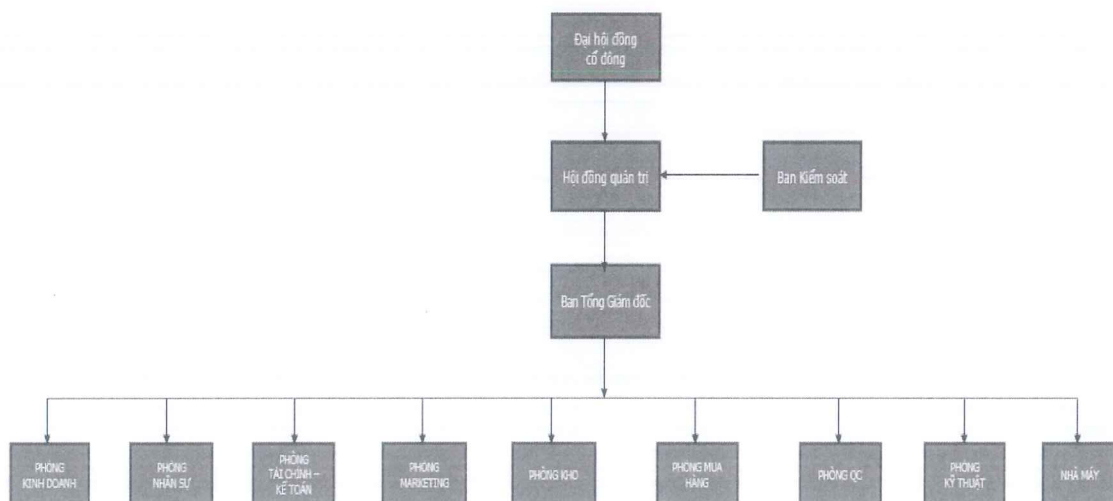 Đại hội đồng
cổ đông
Hội đồng quản trị
Ban Kiểm soát
Ban Tổng Giám đốc
PHÒNG
KINH DOANH
PHÒNG
NHÂN SỰ
PHÒNG
TÀI CHÍNH –
KẾ TOÁN
PHÒNG
MARKETING
PHÒNG KHO
PHÒNG MUA
HÀNG
PHÒNG QC
PHÒNG
KỸ THUẬT
NHÀ MÁY